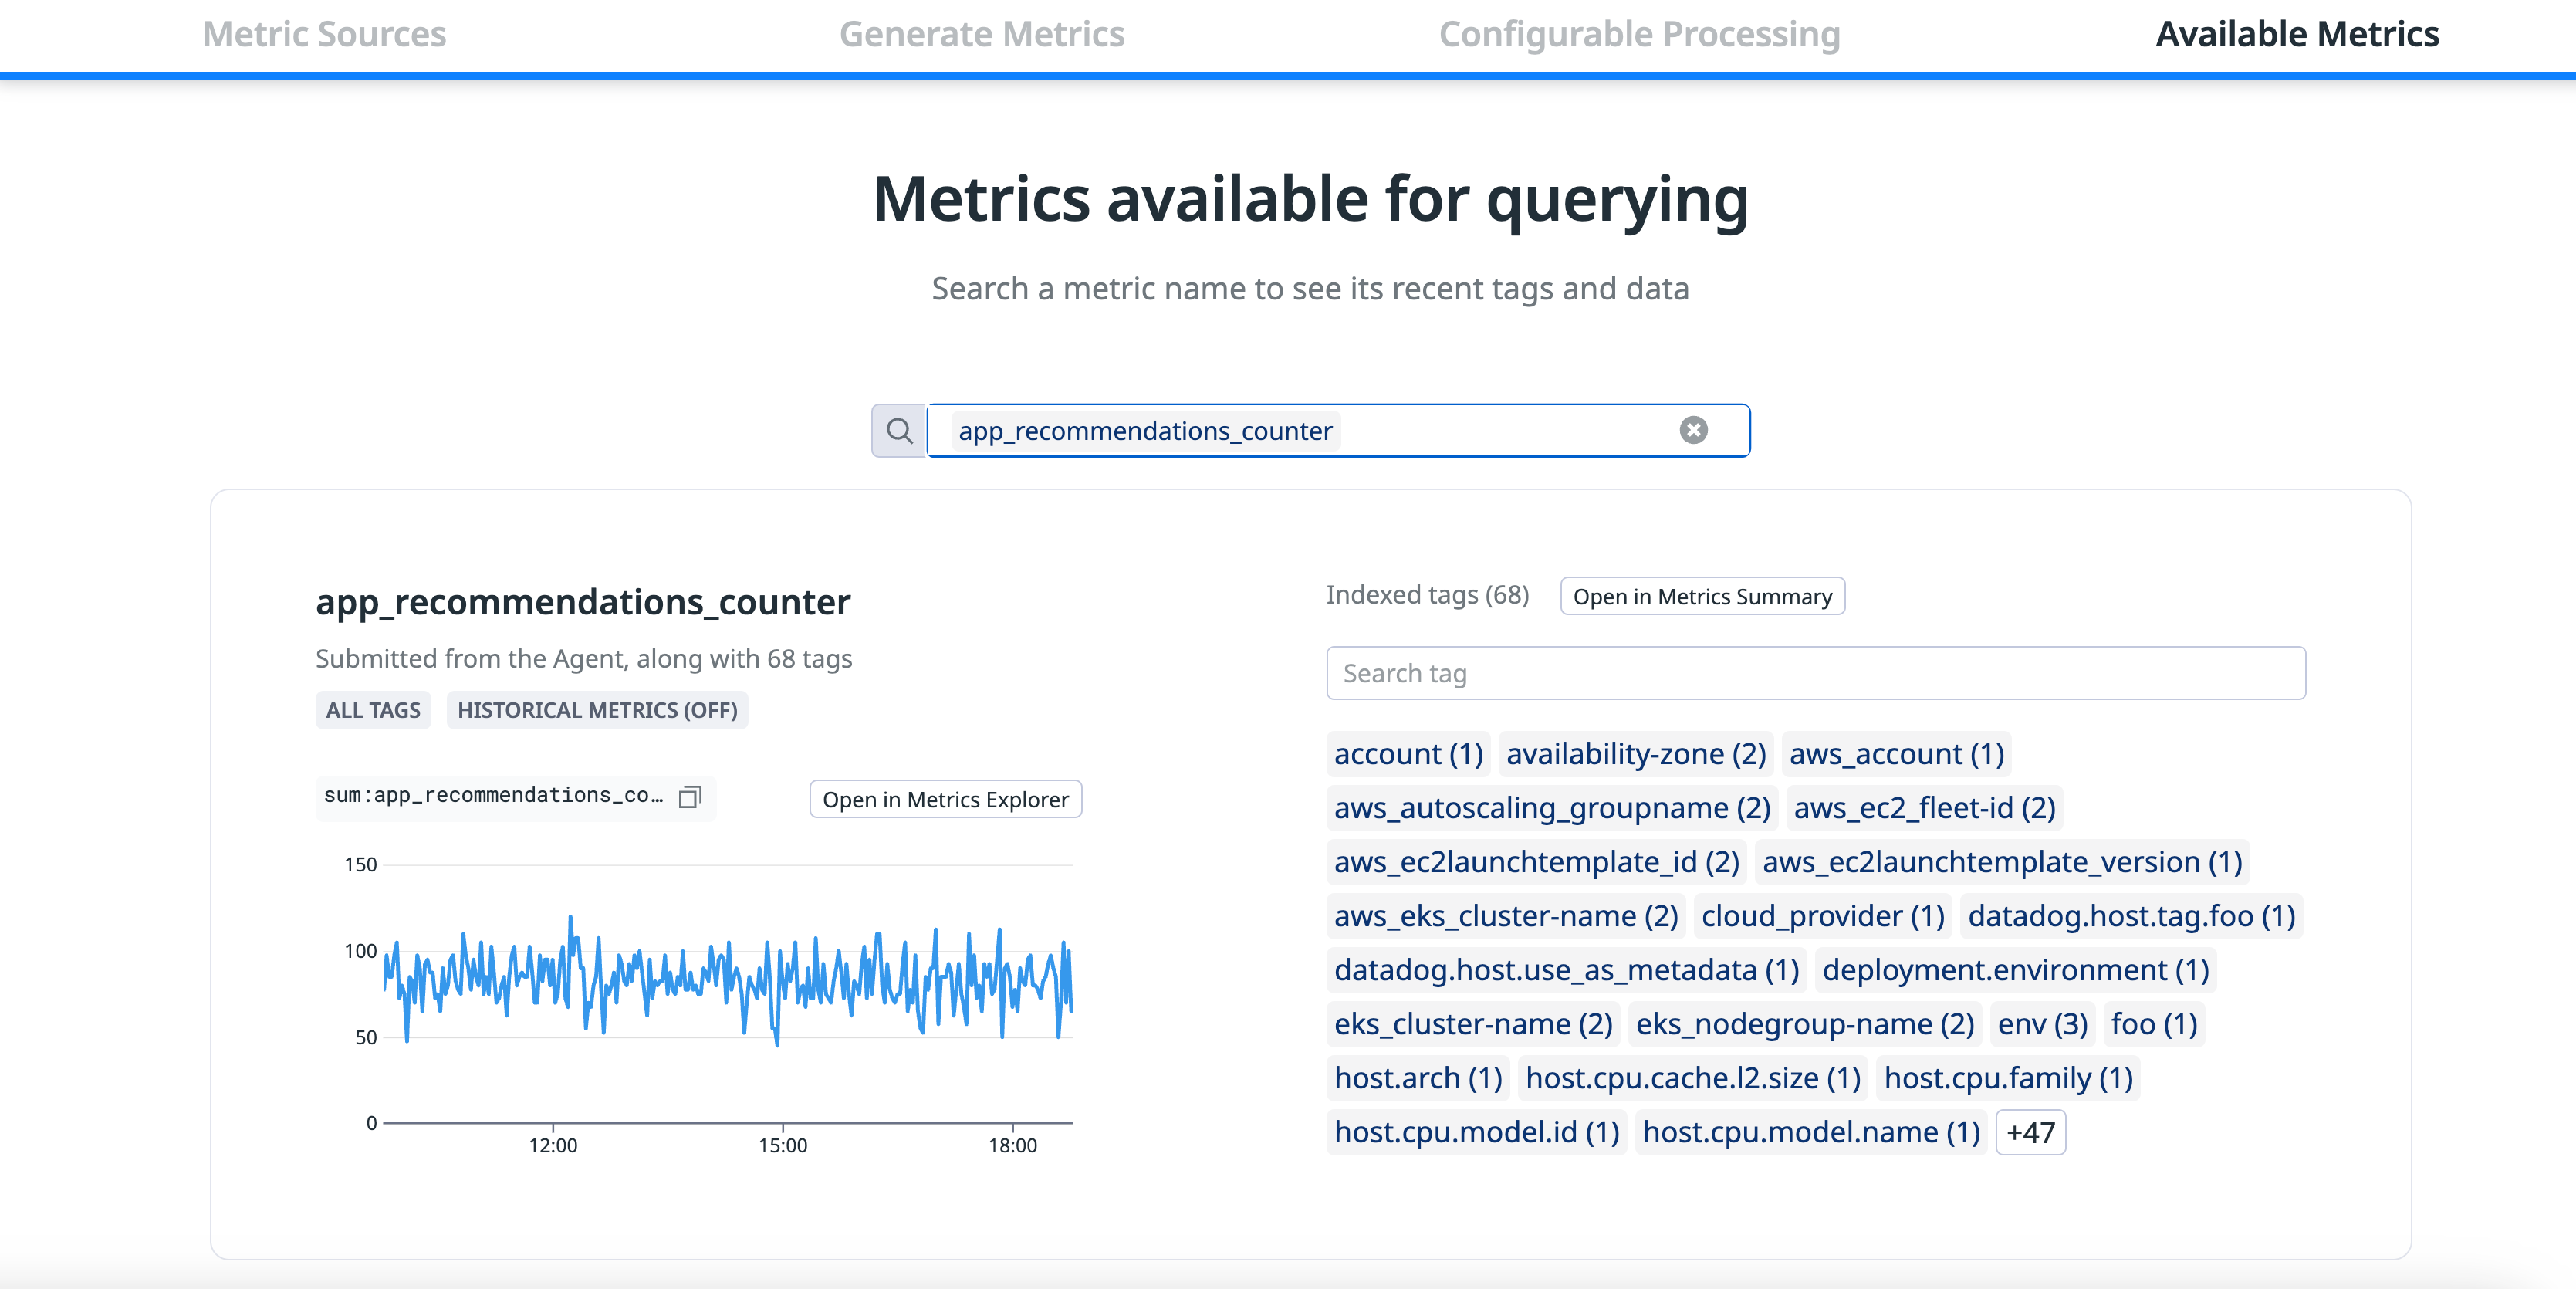 Metric Sources Generate Metrics Configurable Processing Available Metrics
Metrics available for querying
Search a metric name to see its recent tags and data
app_recommendations_counter
app_recommendations_counter
Submitted from the Agent, along with 68 tags
ALL TAGS HISTORICAL METRICS (OFF)
sum:app_recommendations_co… Open in Metrics Explorer
150
100
50
0
12:00 15:00 18:00
Indexed tags (68) Open in Metrics Summary
Search tag
account (1) availability-zone (2) aws_account (1)
aws_autoscaling_groupname (2) aws_ec2_fleet-id (2)
aws_ec2launchtemplate_id (2) aws_ec2launchtemplate_version (1)
aws_eks_cluster-name (2) cloud_provider (1) datadog.host.tag.foo (1)
datadog.host.use_as_metadata (1) deployment.environment (1)
eks_cluster-name (2) eks_nodegroup-name (2) env (3) foo (1)
host.arch (1) host.cpu.cache.l2.size (1) host.cpu.family (1)
host.cpu.model.id (1) host.cpu.model.name (1) +47